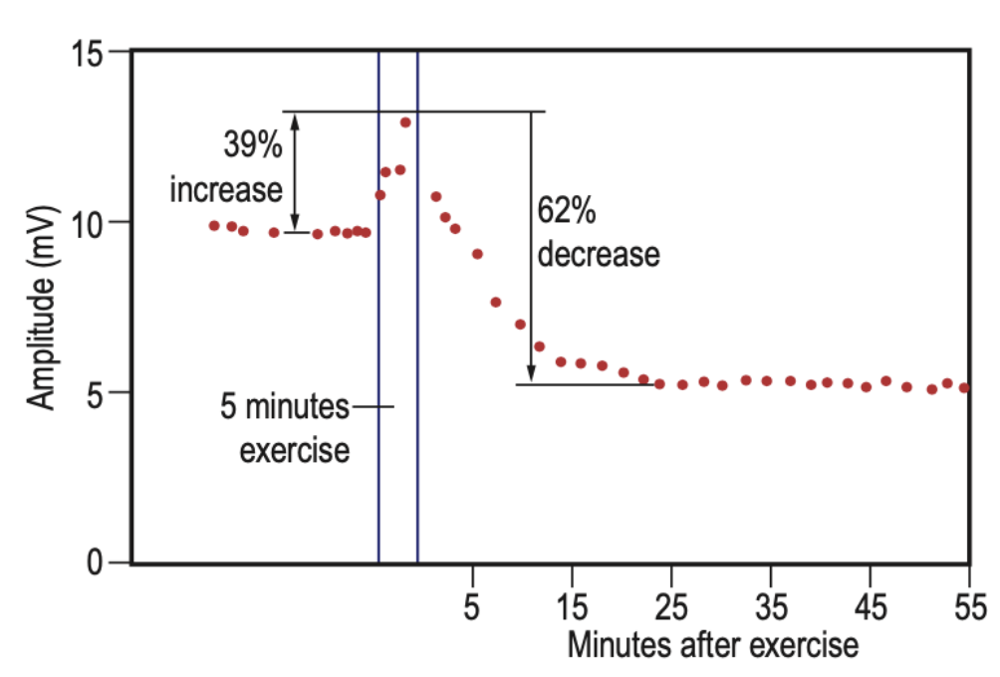 15
39%
increase
10
62%
decrease
Amplitude (mV)
5
5 minutes
exercise
0
5 15 25 35 45 55
Minutes after exercise